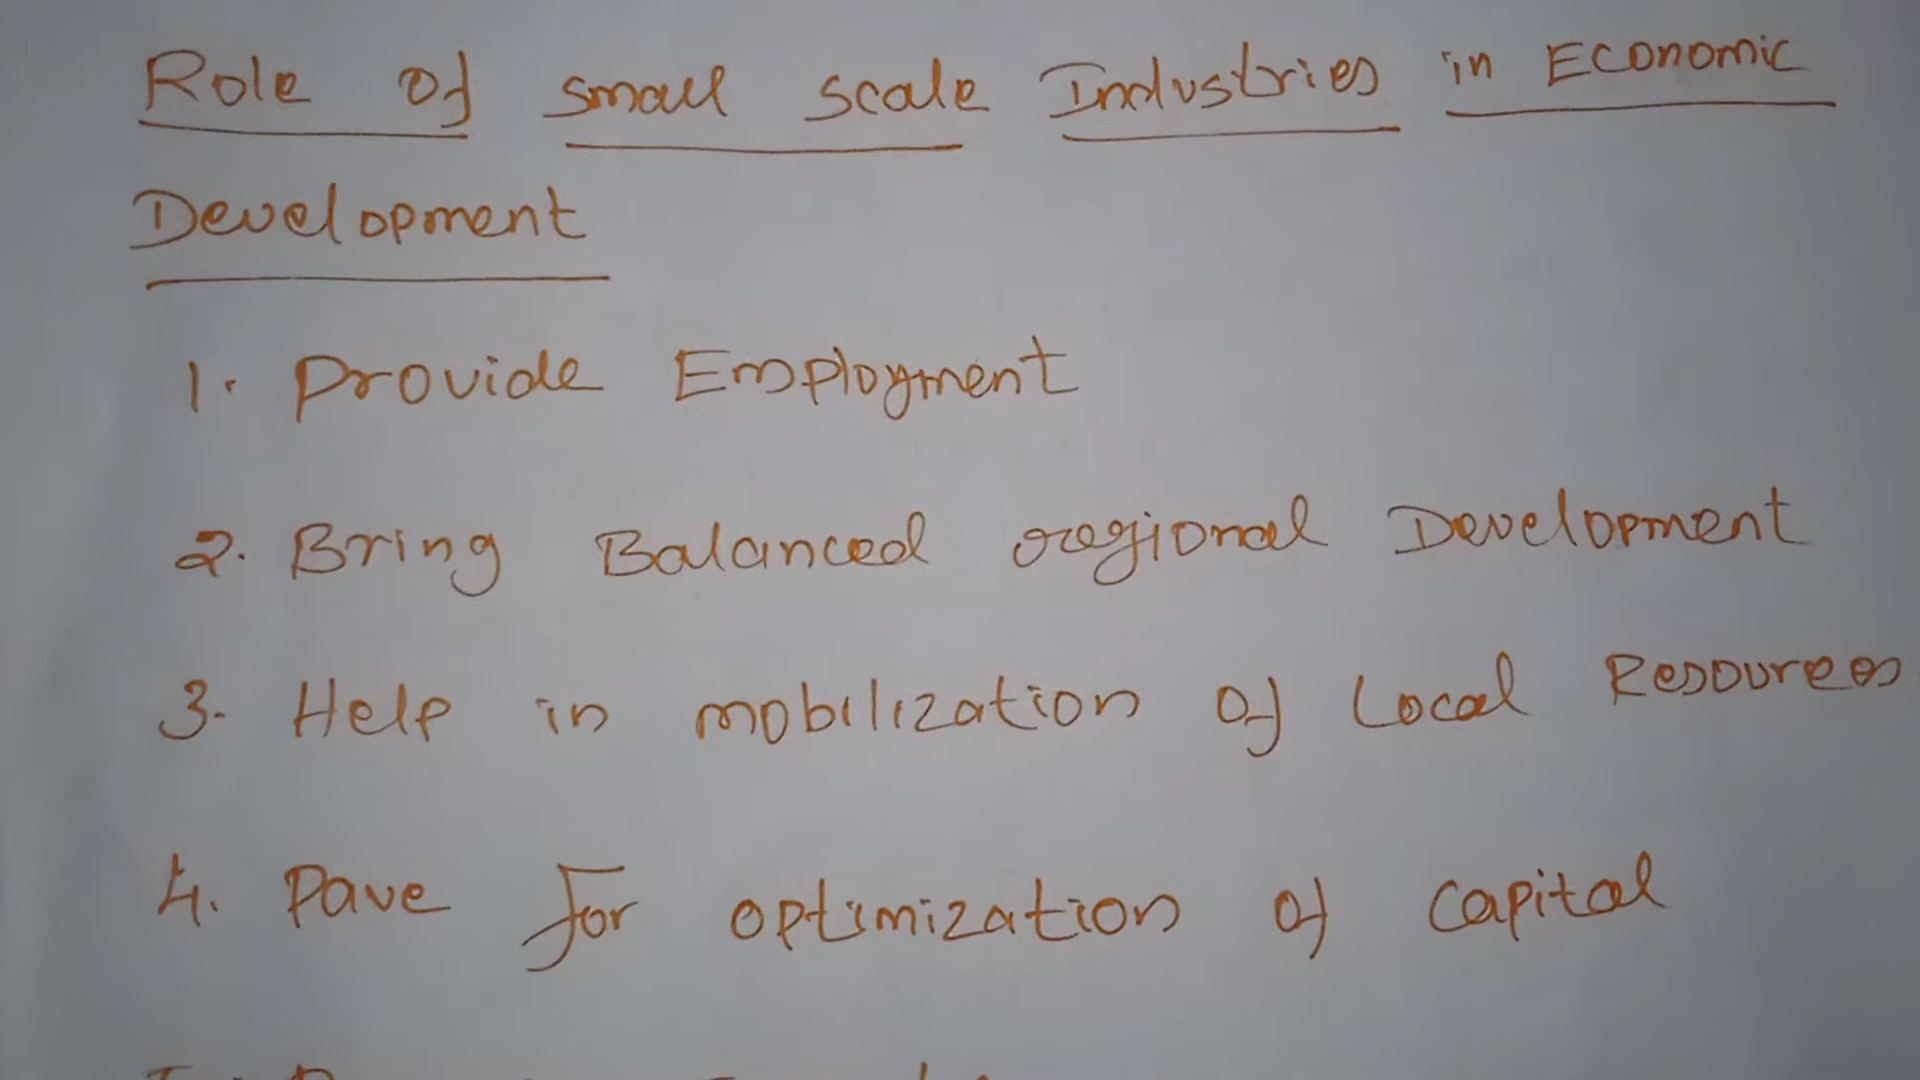 Role of small scale Industries in Economic
Development
1. Provide Employment
2. Bring Balanced regional Development
3. Help in mobilization of Local Resources
4. Pave for optimization of capital